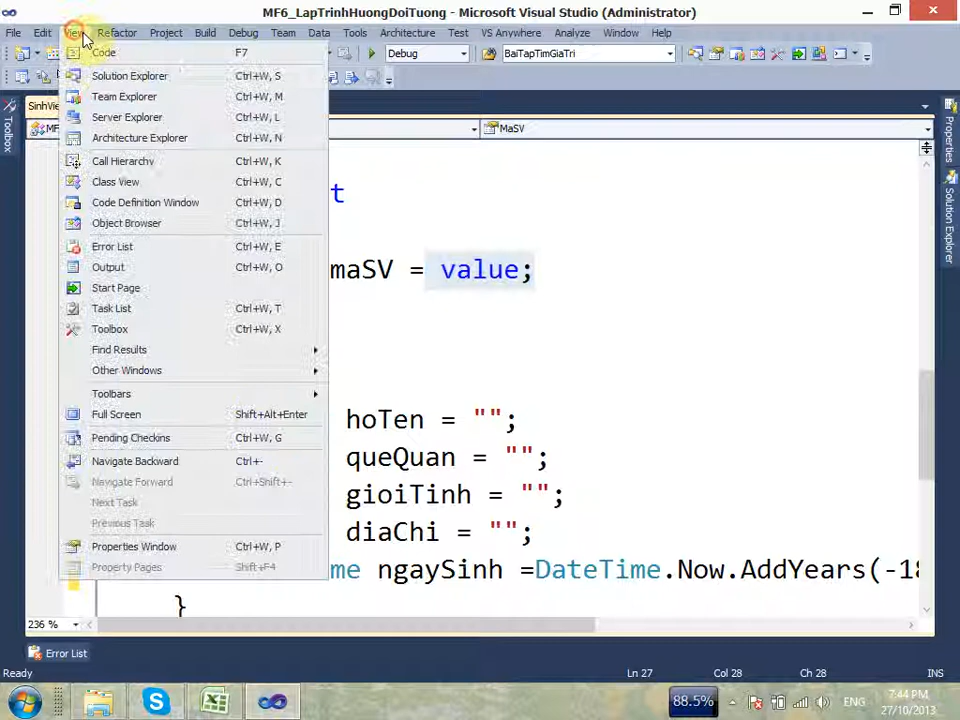 MF6_LapTrinhHuongDoiTuong - Microsoft Visual Studio (Administrator)
File Edit View Refactor Project Build Debug Team Data Tools Architecture Test VS Anywhere Analyze Window Help
Code F7
Debug
BaiTapTimGiaTri
Solution Explorer Ctrl+W, S
Team Explorer Ctrl+W, M
Server Explorer Ctrl+W, L
Architecture Explorer Ctrl+W, N
Call Hierarchy Ctrl+W, K
Class View Ctrl+W, C
Code Definition Window Ctrl+W, D
Object Browser Ctrl+W, J
Error List Ctrl+W, E
Output Ctrl+W, O
Start Page
Task List Ctrl+W, T
Toolbox Ctrl+W, X
Find Results
Other Windows
Toolbars
Full Screen Shift+Alt+Enter
Pending Checkins Ctrl+W, G
Navigate Backward Ctrl+-
Navigate Forward Ctrl+Shift+-
Next Task
Previous Task
Properties Window Ctrl+W, P
Property Pages Shift+F4
Toolbox
SinhVie
MF
MaSV
Properties
Solution Explorer
t
maSV = value;
hoTen = "";
queQuan = "";
gioiTinh = "";
diaChi = "";
me ngaySinh =DateTime.Now.AddYears(-18
}
236 %
Error List
Ready Ln 27 Col 28 Ch 28 INS
88.5% ENG 7:44 PM
27/10/2013